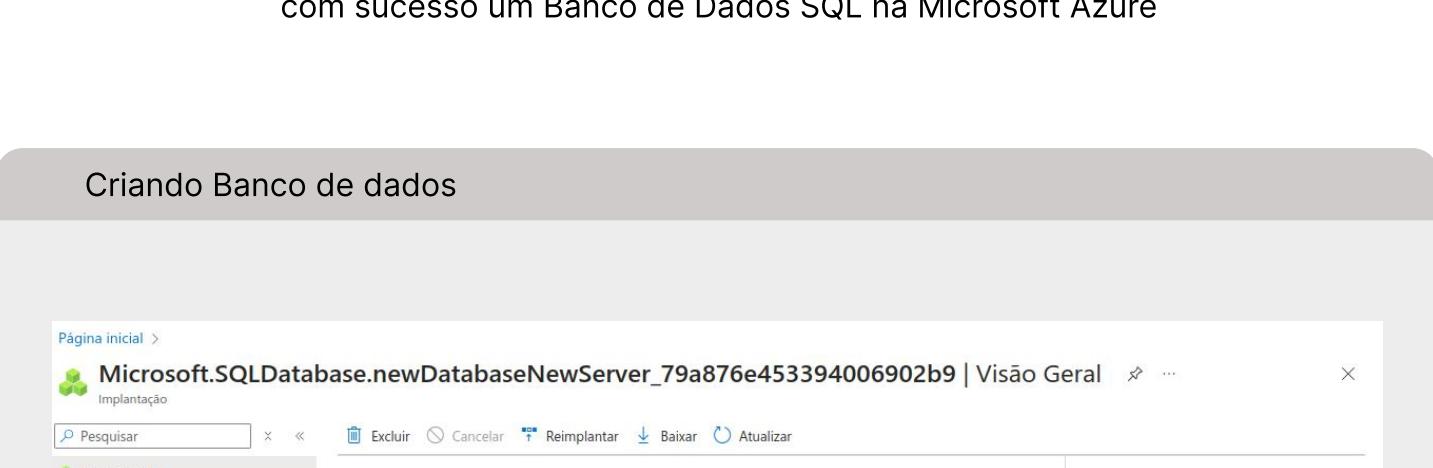 com sucesso um Banco de Dados SQL na Microsoft Azure
Criando Banco de dados
Página inicial >
Microsoft.SQLDatabase.newDatabaseNewServer_79a876e453394006902b9 | Visão Geral ...
Implantação
Pesquisar
Excluir Cancelar Reimplantar Baixar Atualizar